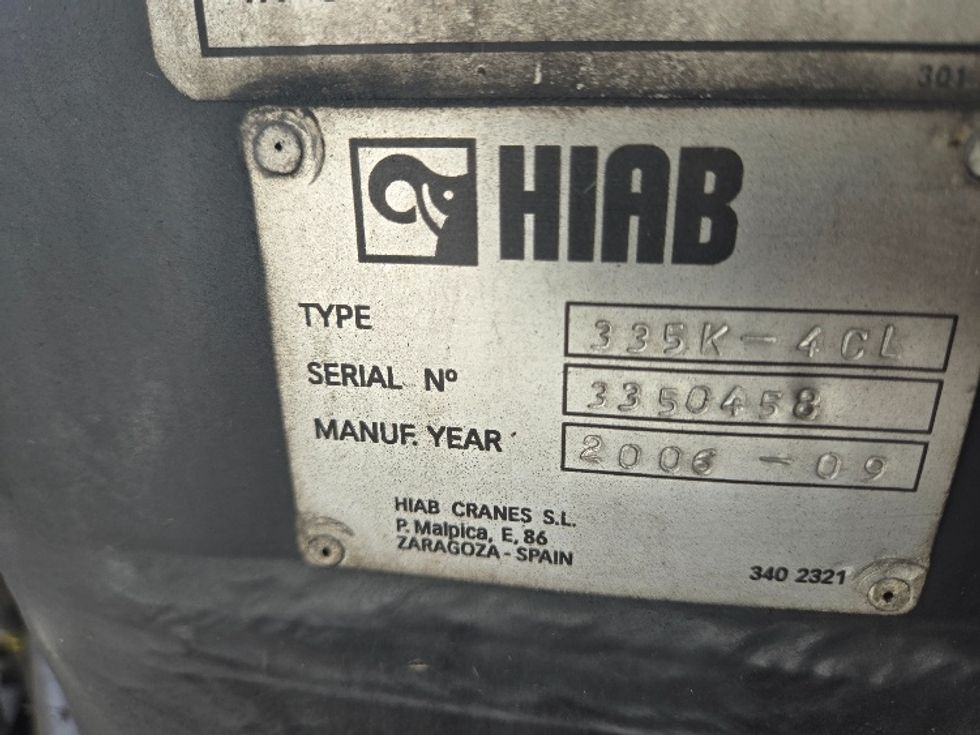 301
HIAB
TYPE 335K-4CL
SERIAL Nº 3350458
MANUF. YEAR 2006-09
HIAB CRANES S.L.
P. Malpica, E, 86
ZARAGOZA-SPAIN
340 2321